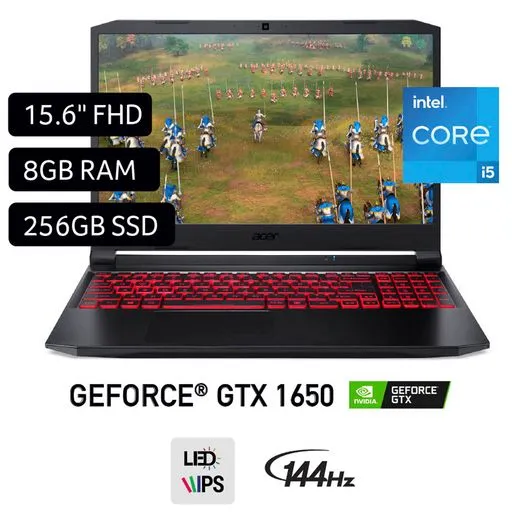 15.6" FHD
8GB RAM
256GB SSD
intel.
CORE
i5
acer
GEFORCE® GTX 1650
NVIDIA
GEFORCE
GTX
LED
IPS
144Hz